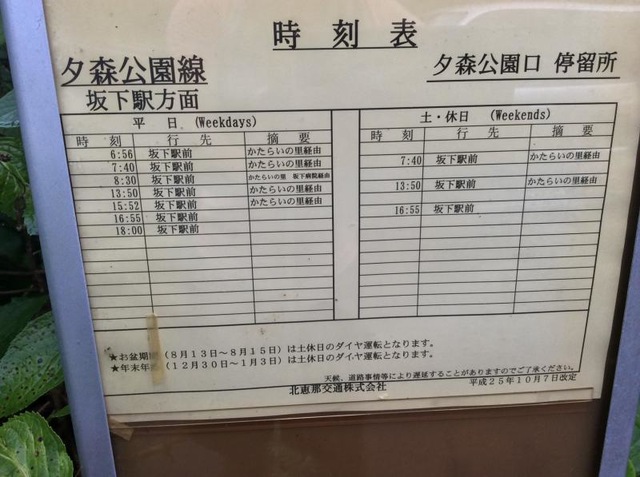 時刻表
夕森公園線
夕森公園口 停留所
坂下駅方面
平 日 (Weekdays)
時 刻 行 先 摘 要
6:56 坂下駅前 かたらいの里経由
7:40 坂下駅前 かたらいの里経由
8:30 坂下駅前 かたらいの里 坂下病院経由
13:50 坂下駅前 かたらいの里経由
15:52 坂下駅前 かたらいの里経由
16:55 坂下駅前
18:00 坂下駅前
土・休日 (Weekends)
時 刻 行 先 摘 要
7:40 坂下駅前 かたらいの里経由
13:50 坂下駅前 かたらいの里経由
16:55 坂下駅前
★お盆期間(8月13日~8月15日)は土休日のダイヤ運転となります。
★年末年始(12月30日~1月3日)は土休日のダイヤ運転となります。
天候、道路事情等により遅延することがありますのでご了承ください。
北恵那交通株式会社
平成25年10月7日改定